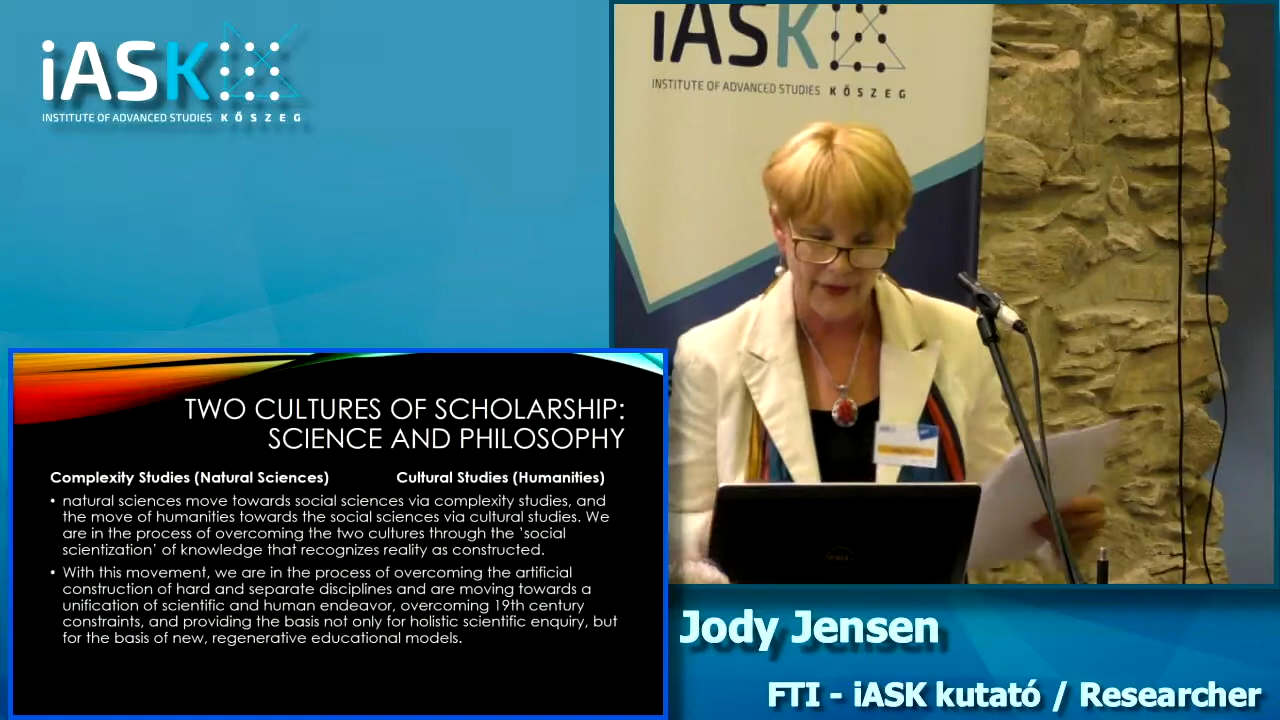 iASK
INSTITUTE OF ADVANCED STUDIES KŐSZEG
iASK
INSTITUTE OF ADVANCED STUDIES KŐSZEG
TWO CULTURES OF SCHOLARSHIP:
SCIENCE AND PHILOSOPHY
Complexity Studies (Natural Sciences) Cultural Studies (Humanities)
• natural sciences move towards social sciences via complexity studies, and
the move of humanities towards the social sciences via cultural studies. We
are in the process of overcoming the two cultures through the 'social
scientization' of knowledge that recognizes reality as constructed.
• With this movement, we are in the process of overcoming the artificial
construction of hard and separate disciplines and are moving towards a
unification of scientific and human endeavor, overcoming 19th century
constraints, and providing the basis not only for holistic scientific enquiry, but
for the basis of new, regenerative educational models.
Jody Jensen
FTI - iASK kutató / Researcher